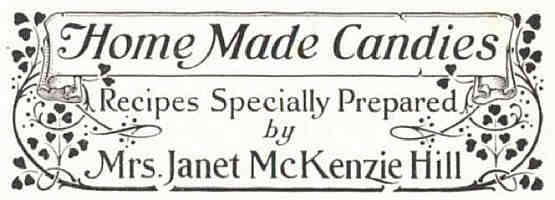 Home Made Candies
Recipes Specially Prepared
by
Mrs. Janet McKenzie Hill